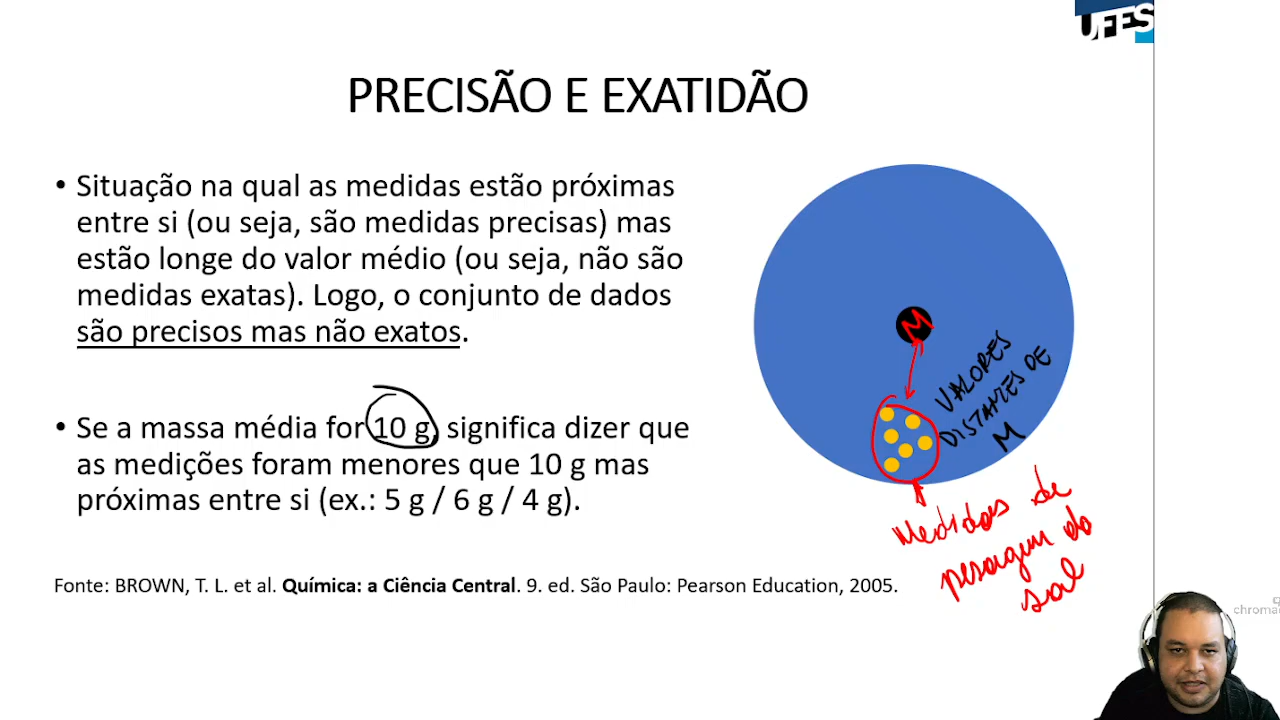 UFES
PRECISÃO E EXATIDÃO
• Situação na qual as medidas estão próximas
entre si (ou seja, são medidas precisas) mas
estão longe do valor médio (ou seja, não são
medidas exatas). Logo, o conjunto de dados
são precisos mas não exatos.
• Se a massa média for 10 g, significa dizer que
as medições foram menores que 10 g mas
próximas entre si (ex.: 5 g / 6 g / 4 g).
M
VALORES
DISTANTES DE
M
Medidas de
pesagem do
sal
Fonte: BROWN, T. L. et al. Química: a Ciência Central. 9. ed. São Paulo: Pearson Education, 2005.